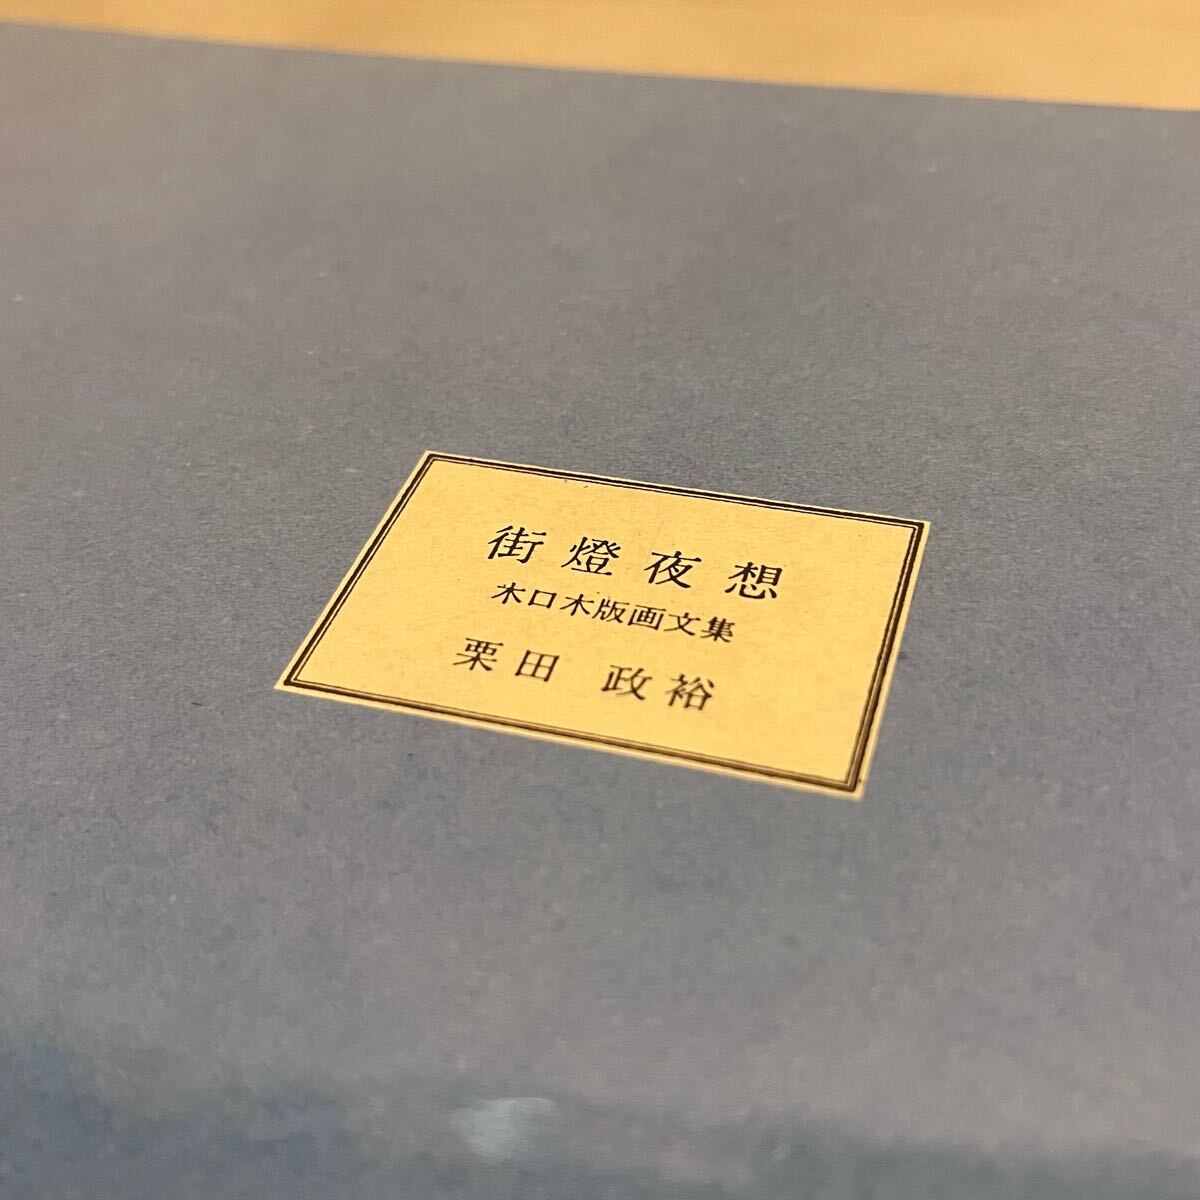 街燈夜想
木口木版画文集
栗田 政裕